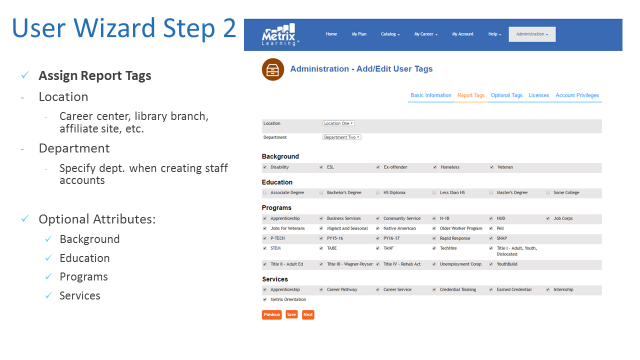 User Wizard Step 2
✓ Assign Report Tags
- Location
- Career center, library branch,
affiliate site, etc.
- Department
- Specify dept. when creating staff
accounts
✓ Optional Attributes:
✓ Background
✓ Education
✓ Programs
✓ Services
Metrix
Learning
Home My Plan Catalog My Career My Account Help Administration
Administration - Add/Edit User Tags
Basic Information Report Tags Optional Tags Licenses Account Privileges
Location Location One
Department Department Two
Background
Disability ESL Ex-offender Homeless Veteran
Education
Associate Degree Bachelor's Degree HS Diploma Less Than HS Master's Degree Some College
Programs
Apprenticeship Business Services Community Service H-1B HUD Job Corps
Jobs for Veterans Migrant and Seasonal Native American Older Worker Program Pell
P-TECH PY15-16 PY16-17 Rapid Response SNAP
STEM TABE TANF TechHire Title I - Adult, Youth,
Dislocated
Title II - Adult Ed Title III - Wagner-Peyser Title IV - Rehab Act Unemployment Comp. YouthBuild
Services
Apprenticeship Career Pathway Career Service Credential Training Earned Credential Internship
Metrix Orientation
Previous Save Next